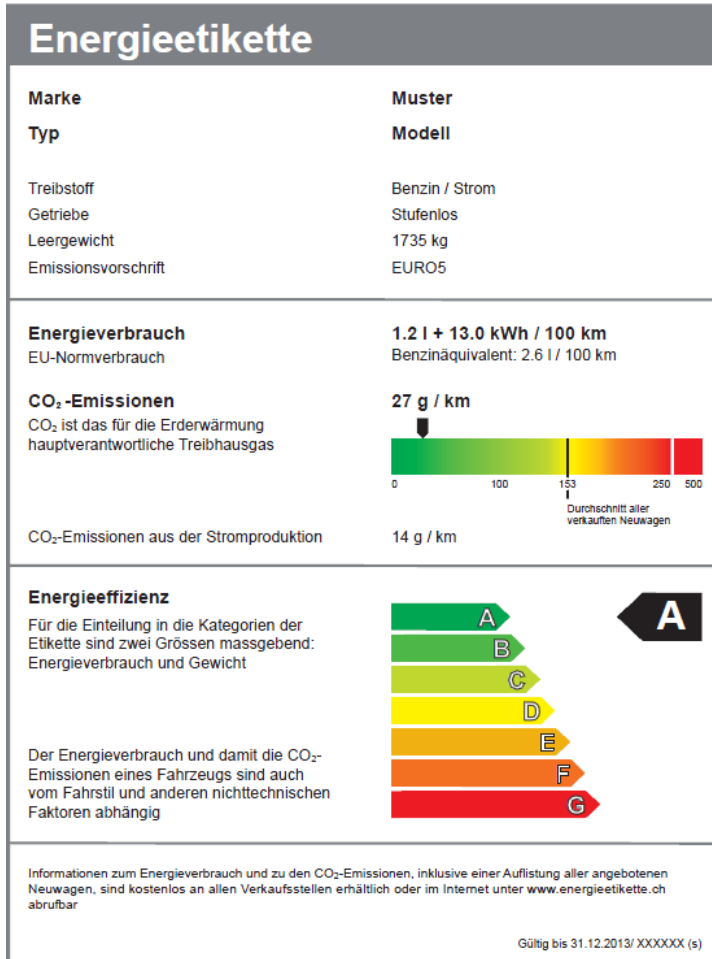 Energieetikette
Marke Muster
Typ Modell
Treibstoff Benzin / Strom
Getriebe Stufenlos
Leergewicht 1735 kg
Emissionsvorschrift EURO5
Energieverbrauch 1.2 l + 13.0 kWh / 100 km
EU-Normverbrauch Benzinäquivalent: 2.6 l / 100 km
CO₂ -Emissionen 27 g / km
CO₂ ist das für die Erderwärmung
hauptverantwortliche Treibhausgas
0 100 153 250 500
Durchschnitt aller
verkauften Neuwagen
CO₂-Emissionen aus der Stromproduktion 14 g / km
Energieeffizienz
Für die Einteilung in die Kategorien der
Etikette sind zwei Grössen massgebend:
Energieverbrauch und Gewicht
A A
B
C
D
E
F
G
Der Energieverbrauch und damit die CO₂-
Emissionen eines Fahrzeugs sind auch
vom Fahrstil und anderen nichttechnischen
Faktoren abhängig
Informationen zum Energieverbrauch und zu den CO₂-Emissionen, inklusive einer Auflistung aller angebotenen
Neuwagen, sind kostenlos an allen Verkaufsstellen erhältlich oder im Internet unter www.energieetikette.ch
abrufbar
Gültig bis 31.12.2013/ XXXXXX (s)